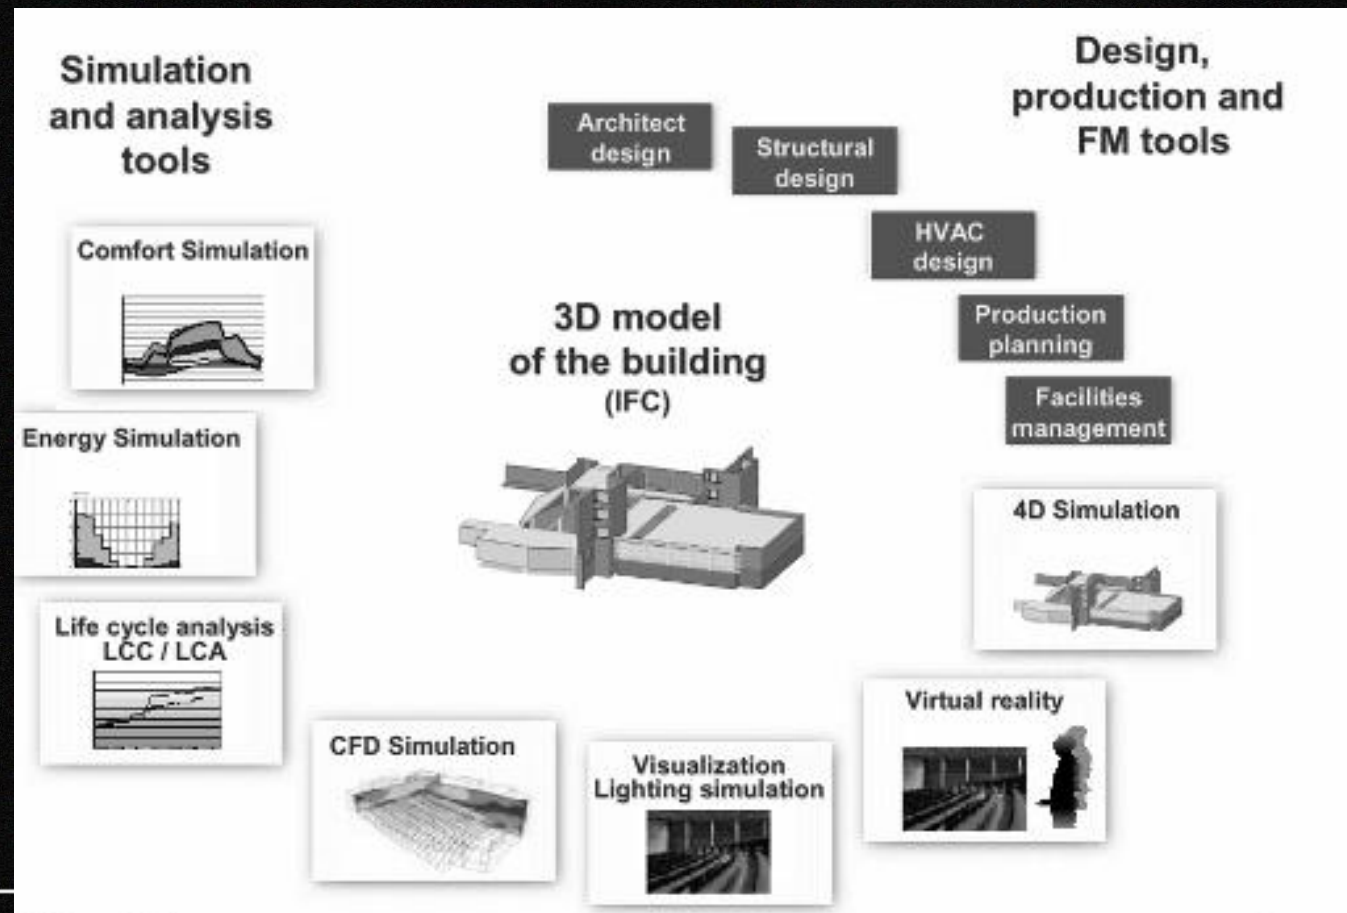 Simulation
and analysis
tools
Design,
production and
FM tools
Architect
design
Structural
design
HVAC
design
Production
planning
Facilities
management
Comfort Simulation
3D model
of the building
(IFC)
Energy Simulation
4D Simulation
Life cycle analysis
LCC / LCA
Virtual reality
CFD Simulation
Visualization
Lighting simulation